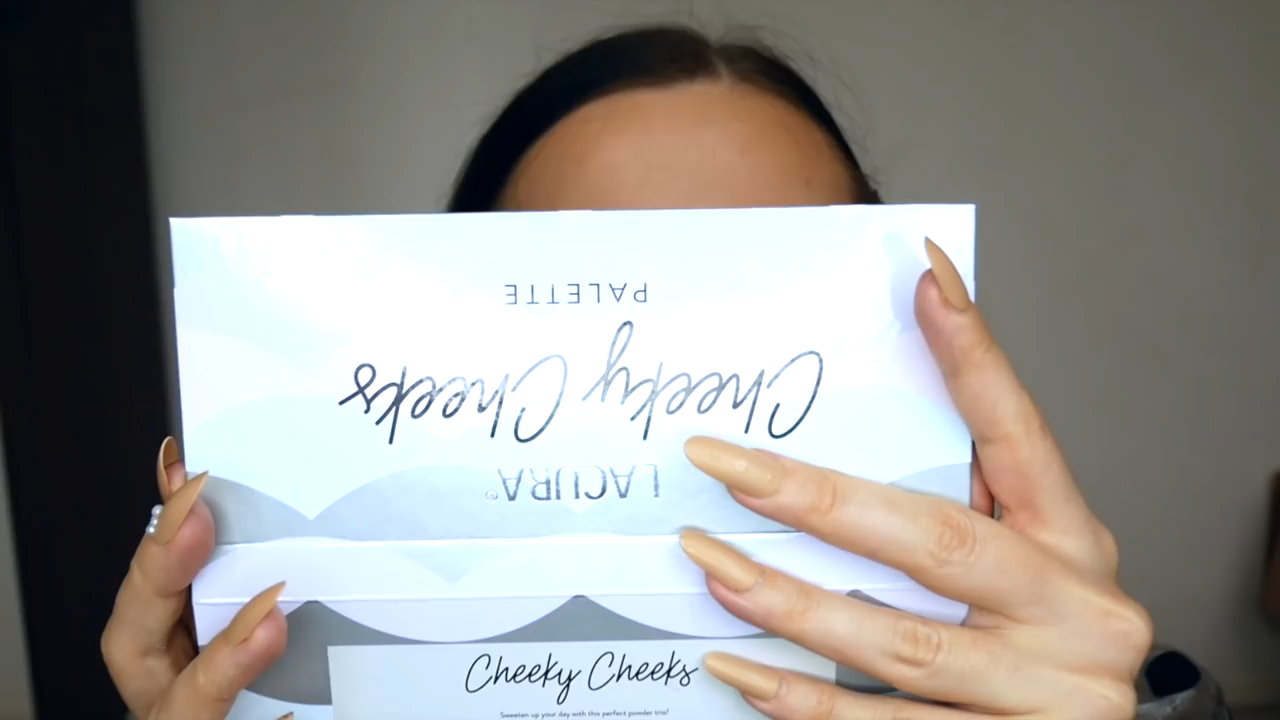 LACURA®
Cheeky Cheeks
PALETTE
Cheeky Cheeks
Sweeten up your day with this perfect powder trio!